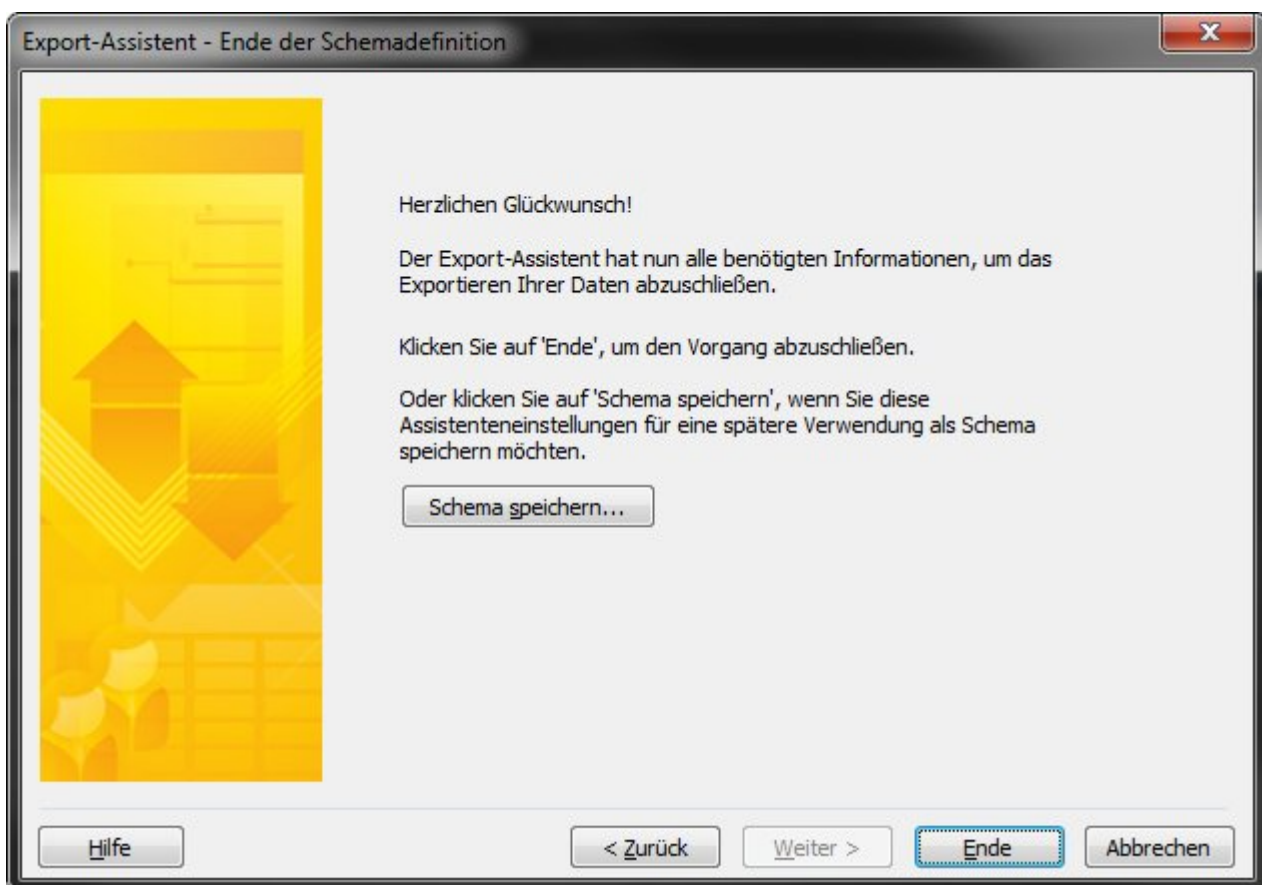 Export-Assistent - Ende der Schemadefinition
Herzlichen Glückwunsch!
Der Export-Assistent hat nun alle benötigten Informationen, um das
Exportieren Ihrer Daten abzuschließen.
Klicken Sie auf 'Ende', um den Vorgang abzuschließen.
Oder klicken Sie auf 'Schema speichern', wenn Sie diese
Assistenteneinstellungen für eine spätere Verwendung als Schema
speichern möchten.
Schema speichern...
Hilfe
< Zurück
Weiter >
Ende
Abbrechen